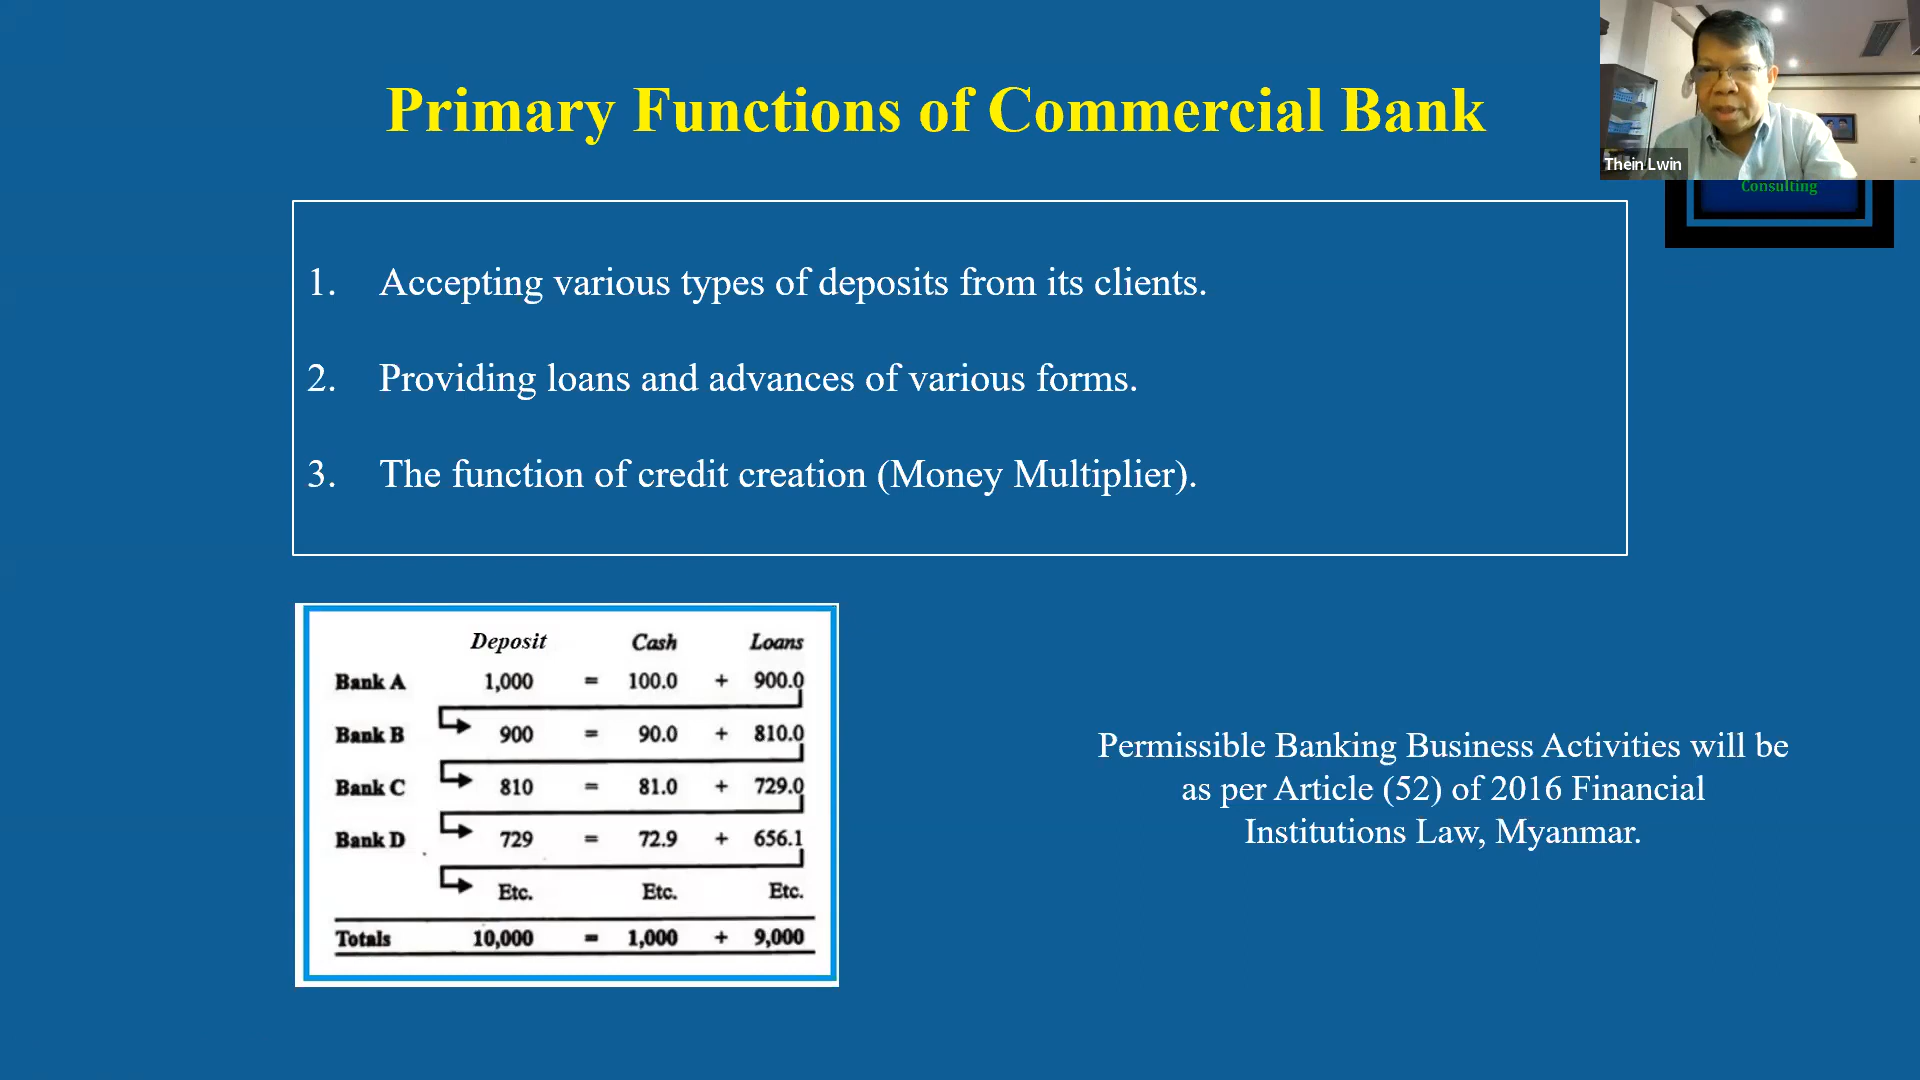 Primary Functions of Commercial Bank
Thein Lwin
Consulting
1. Accepting various types of deposits from its clients.
2. Providing loans and advances of various forms.
3. The function of credit creation (Money Multiplier).
Deposit Cash Loans
Bank A 1,000 = 100.0 + 900.0
Bank B 900 = 90.0 + 810.0
Bank C 810 = 81.0 + 729.0
Bank D 729 = 72.9 + 656.1
Etc. Etc. Etc.
Totals 10,000 = 1,000 + 9,000
Permissible Banking Business Activities will be
as per Article (52) of 2016 Financial
Institutions Law, Myanmar.